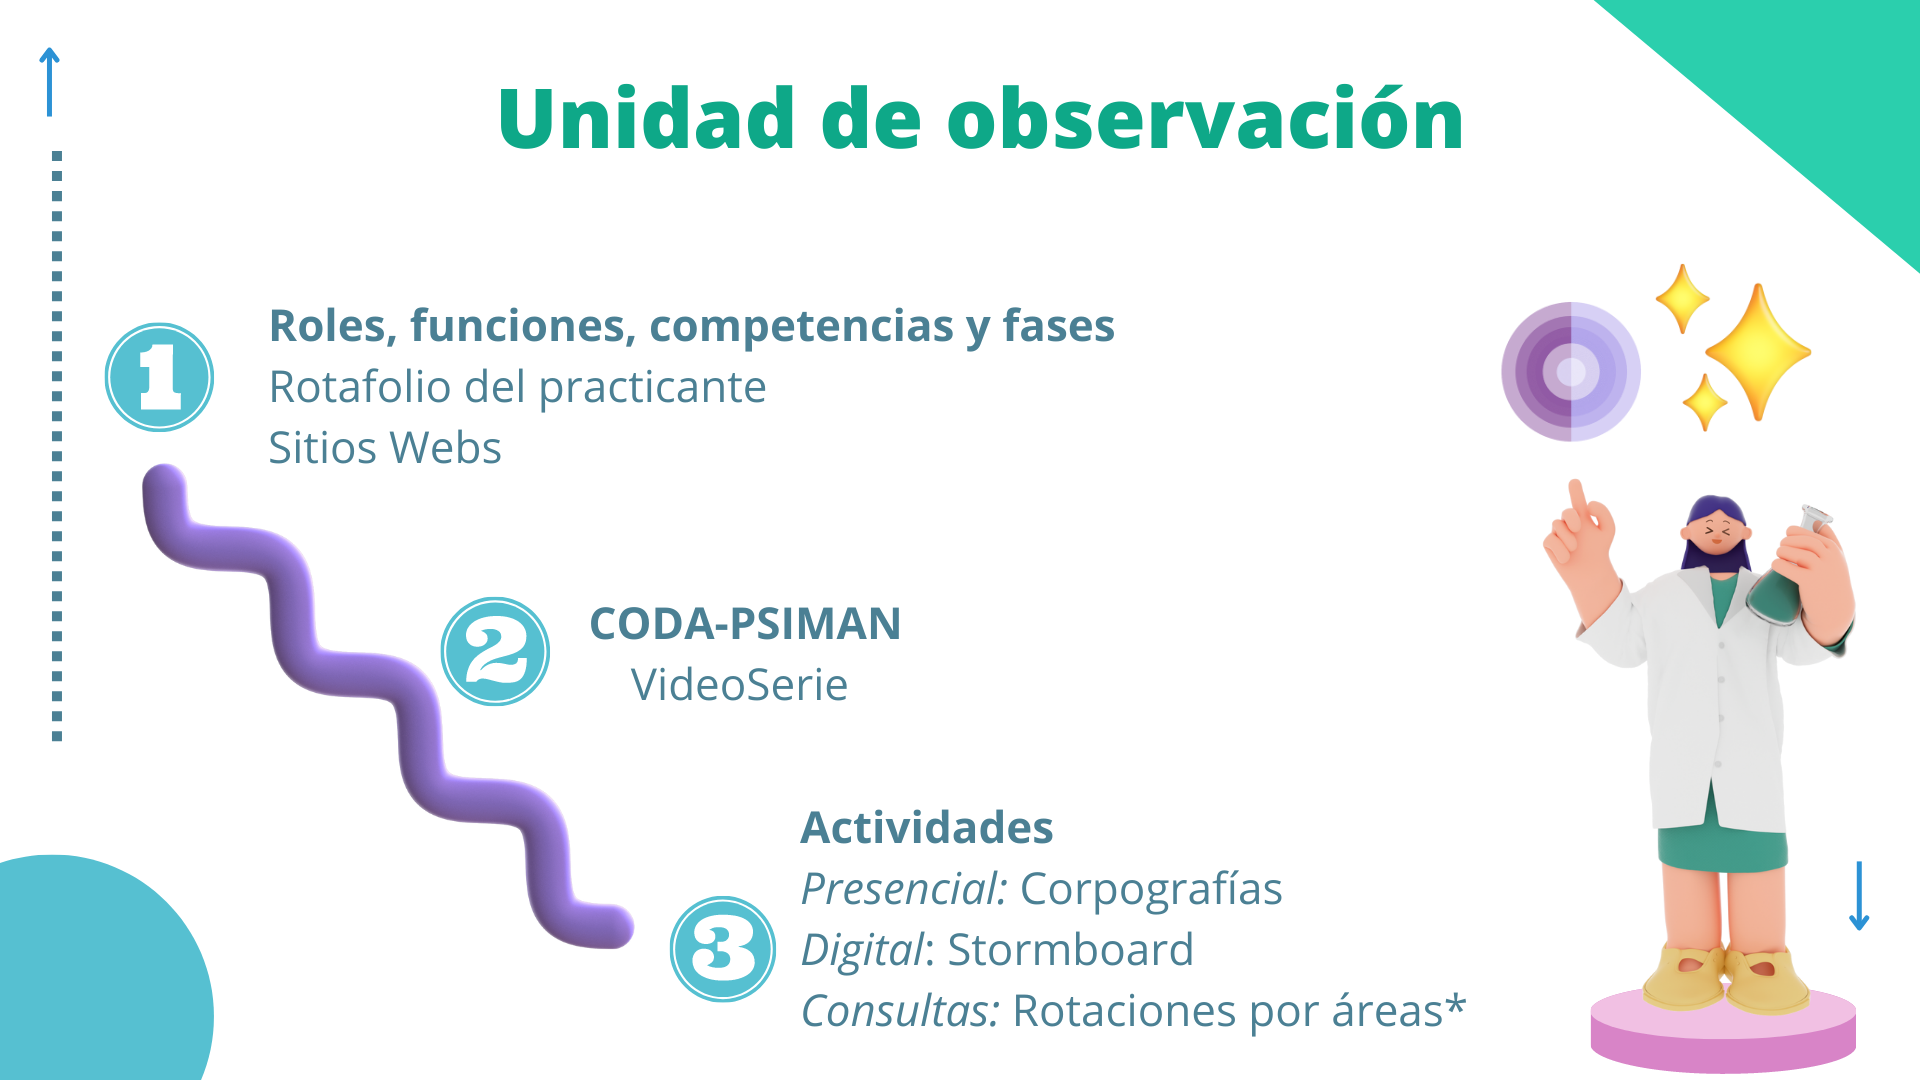 Unidad de observación
1
Roles, funciones, competencias y fases
Rotafolio del practicante
Sitios Webs
2
CODA-PSIMAN
VideoSerie
3
Actividades
Presencial: Corpografías
Digital: Stormboard
Consultas: Rotaciones por áreas*